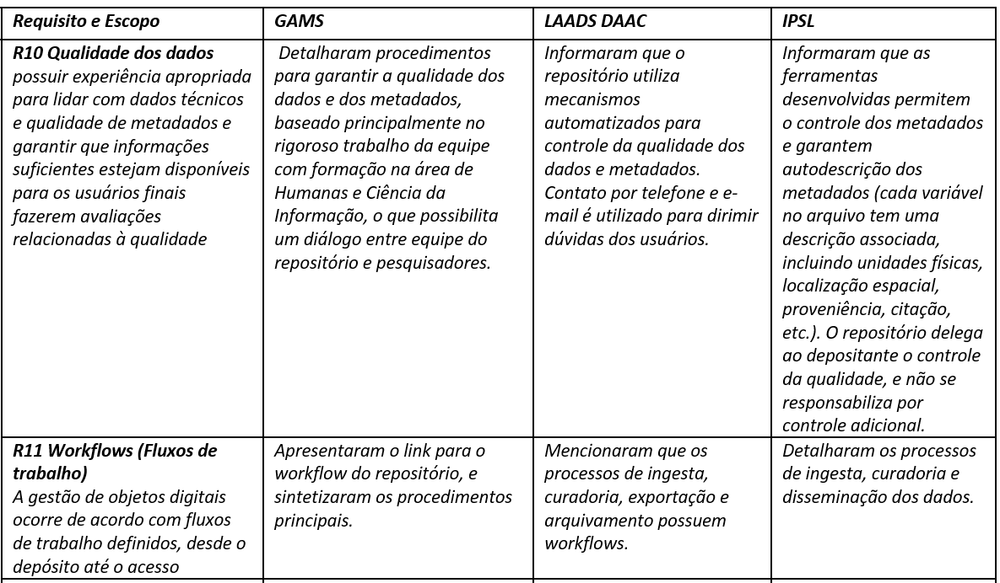 Requisito e Escopo
GAMS
LAADS DAAC
IPSL
R10 Qualidade dos dados
possuir experiência apropriada
para lidar com dados técnicos
e qualidade de metadados e
garantir que informações
suficientes estejam disponíveis
para os usuários finais
fazerem avaliações
relacionadas à qualidade
Detalharam procedimentos
para garantir a qualidade dos
dados e dos metadados,
baseado principalmente no
rigoroso trabalho da equipe
com formação na área de
Humanas e Ciência da
Informação, o que possibilita
um diálogo entre equipe do
repositório e pesquisadores.
Informaram que o
repositório utiliza
mecanismos
automatizados para
controle da qualidade dos
dados e metadados.
Contato por telefone e e-
mail é utilizado para dirimir
dúvidas dos usuários.
Informaram que as
ferramentas
desenvolvidas permitem
o controle dos metadados
e garantem
autodescrição dos
metadados (cada variável
no arquivo tem uma
descrição associada,
incluindo unidades físicas,
localização espacial,
proveniência, citação,
etc.). O repositório delega
ao depositante o controle
da qualidade, e não se
responsabiliza por
controle adicional.
R11 Workflows (Fluxos de
trabalho)
A gestão de objetos digitais
ocorre de acordo com fluxos
de trabalho definidos, desde o
depósito até o acesso
Apresentaram o link para o
workflow do repositório, e
sintetizaram os procedimentos
principais.
Mencionaram que os
processos de ingesta,
curadoria, exportação e
arquivamento possuem
workflows.
Detalharam os processos
de ingesta, curadoria e
disseminação dos dados.